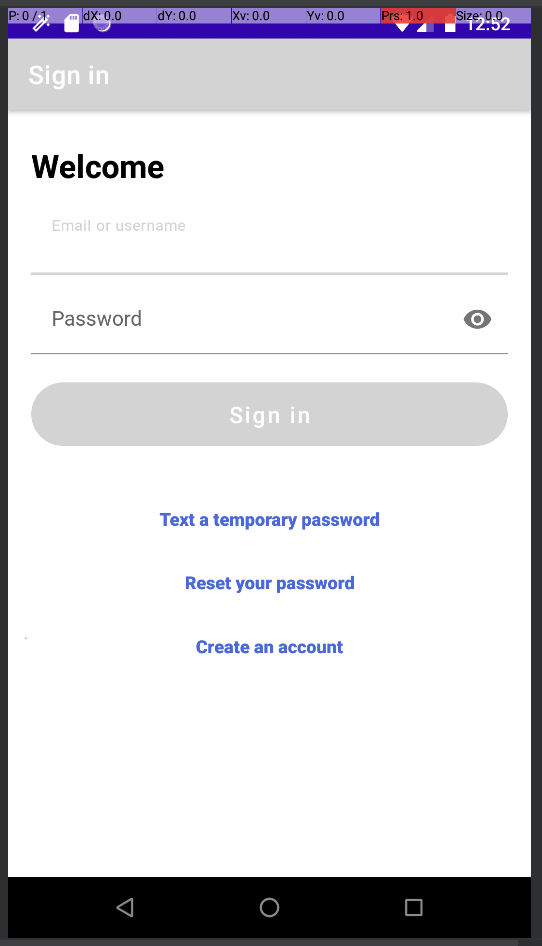 P: 0 / 1 dX: 0.0 dY: 0.0 Xv: 0.0 Yv: 0.0 Prs: 1.0 Size: 0.0
12:52
Sign in
Welcome
Email or username
Password
Sign in
Text a temporary password
Reset your password
Create an account